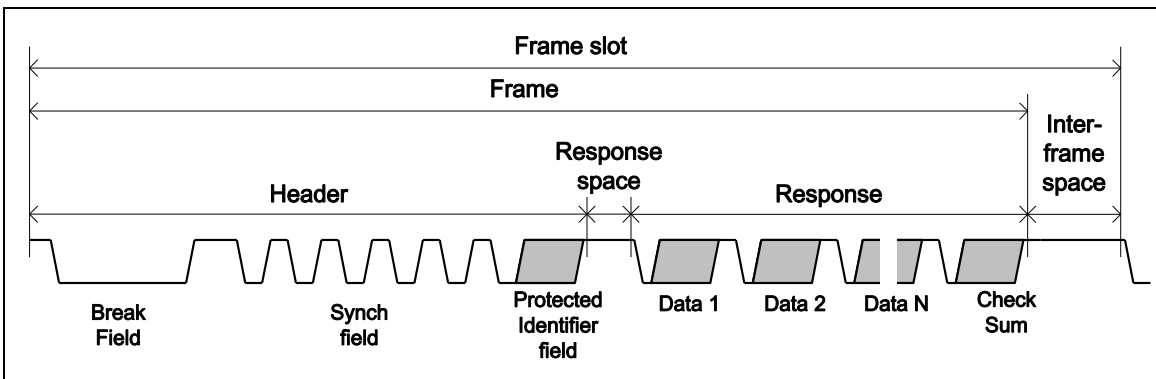 Frame slot
Frame
Inter-
frame
space
Response
space
Header
Response
Break
Field
Synch
field
Protected
Identifier
field
Data 1
Data 2
Data N
Check
Sum